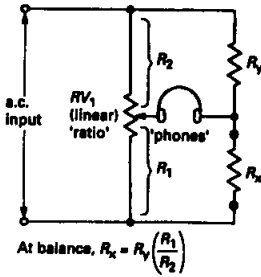 R2
Ry
a.c.
input
RV1
(linear)
'ratio'
'phones'
R1
Rx
At balance, Rx = Ry(R1/R2)